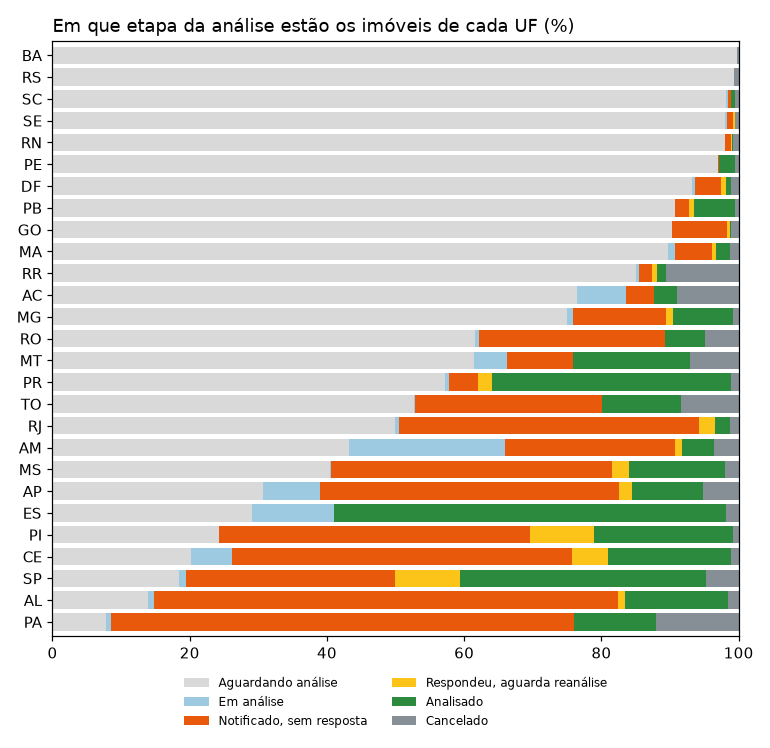 Em que etapa da análise estão os imóveis de cada UF (%)
BA
RS
SC
SE
RN
PE
DF
PB
GO
MA
RR
AC
MG
RO
MT
PR
TO
RJ
AM
MS
AP
ES
PI
CE
SP
AL
PA
0 20 40 60 80 100
Aguardando análise
Em análise
Notificado, sem resposta
Respondeu, aguarda reanálise
Analisado
Cancelado